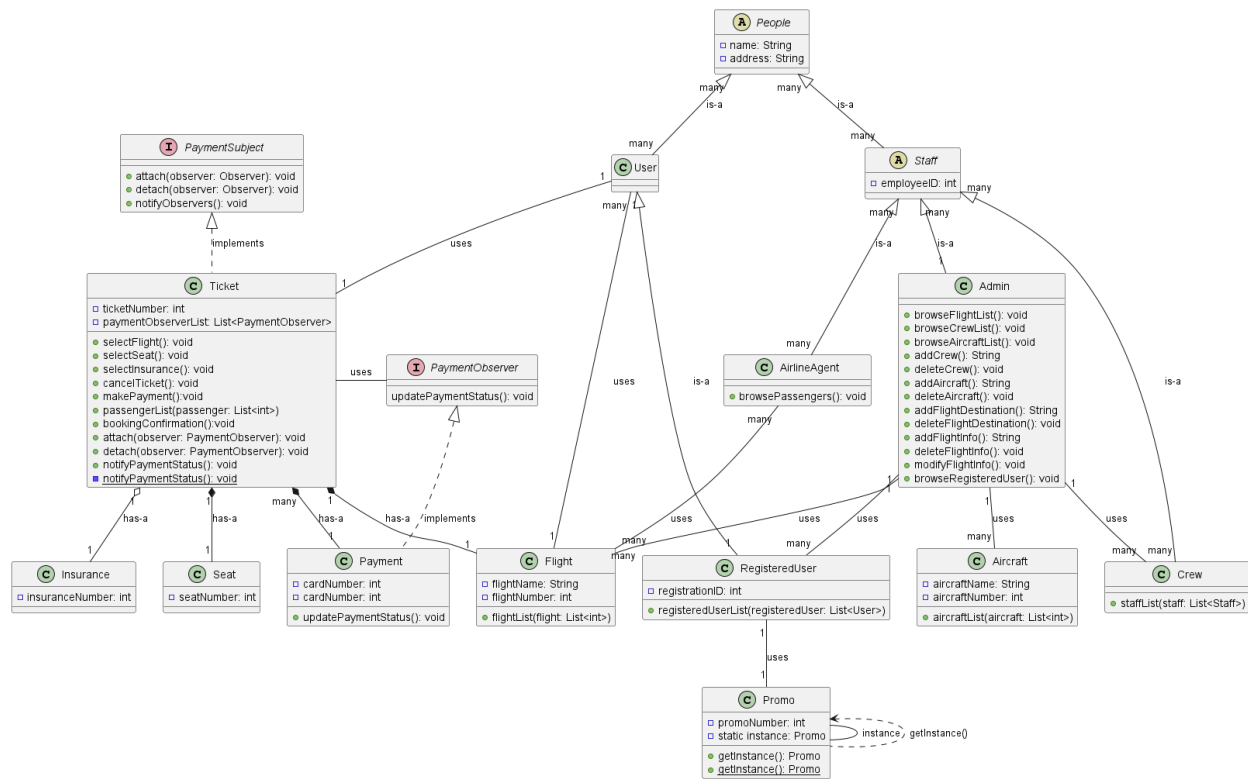 A People
name: String
address: String
many
many
is-a
is-a
many
many
I PaymentSubject
attach(observer: Observer): void
detach(observer: Observer): void
notifyObservers(): void
C User
A Staff
employeeID: int
1
many
1
many
many
many
implements
uses
is-a
is-a
1
1
C Ticket
ticketNumber: int
paymentObserverList: List<PaymentObserver>
selectFlight(): void
selectSeat(): void
selectInsurance(): void
cancelTicket(): void
makePayment():void
passengerList(passenger: List<int>)
bookingConfirmation():void
attach(observer: PaymentObserver): void
detach(observer: PaymentObserver): void
notifyPaymentStatus(): void
notifyPaymentStatus(): void
C Admin
browseFlightList(): void
browseCrewList(): void
browseAircraftList(): void
addCrew(): String
deleteCrew(): void
addAircraft(): String
deleteAircraft(): void
addFlightDestination(): String
deleteFlightDestination(): void
addFlightInfo(): String
deleteFlightInfo(): void
modifyFlightInfo(): void
browseRegisteredUser(): void
many
uses
I PaymentObserver
updatePaymentStatus(): void
C AirlineAgent
browsePassengers(): void
uses
is-a
is-a
many
1
1
many
1
1
1
1
has-a
has-a
has-a
has-a
implements
uses
uses
uses
uses
uses
1
1
1
1
1
many
many
many
1
many
many
many
C Insurance
insuranceNumber: int
C Seat
seatNumber: int
C Payment
cardNumber: int
cardNumber: int
updatePaymentStatus(): void
C Flight
flightName: String
flightNumber: int
flightList(flight: List<int>)
C RegisteredUser
registrationID: int
registeredUserList(registeredUser: List<User>)
C Aircraft
aircraftName: String
aircraftNumber: int
aircraftList(aircraft: List<int>)
C Crew
staffList(staff: List<Staff>)
1
uses
1
C Promo
promoNumber: int
static instance: Promo
getInstance(): Promo
getInstance(): Promo
instance
getInstance()